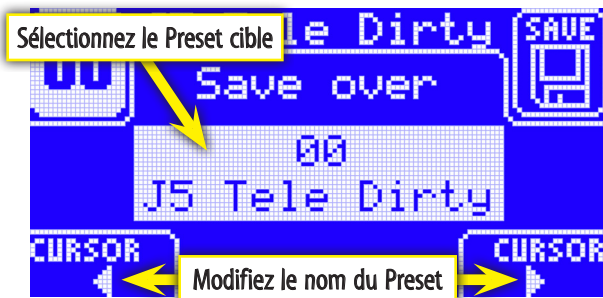 Sélectionnez le Preset cible
le Dirty
SAVE
00
Save over
00
J5 Tele Dirty
CURSOR
CURSOR
Modifiez le nom du Preset